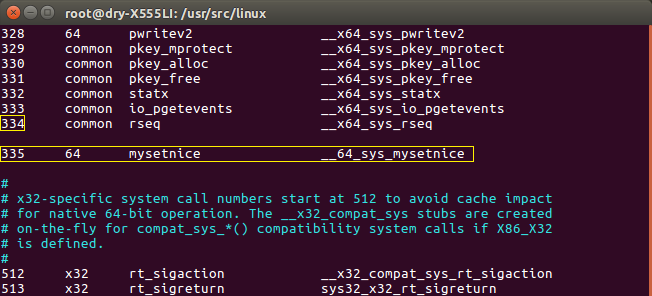 root@dry-X555LI: /usr/src/linux
328 64 pwritev2 __x64_sys_pwritev2
329 common pkey_mprotect __x64_sys_pkey_mprotect
330 common pkey_alloc __x64_sys_pkey_alloc
331 common pkey_free __x64_sys_pkey_free
332 common statx __x64_sys_statx
333 common io_pgetevents __x64_sys_io_pgetevents
334 common rseq __x64_sys_rseq
335 64 mysetnice __64_sys_mysetnice
#
# x32-specific system call numbers start at 512 to avoid cache impact
# for native 64-bit operation. The __x32_compat_sys stubs are created
# on-the-fly for compat_sys_*() compatibility system calls if X86_X32
# is defined.
#
512 x32 rt_sigaction __x32_compat_sys_rt_sigaction
513 x32 rt_sigreturn sys32_x32_rt_sigreturn